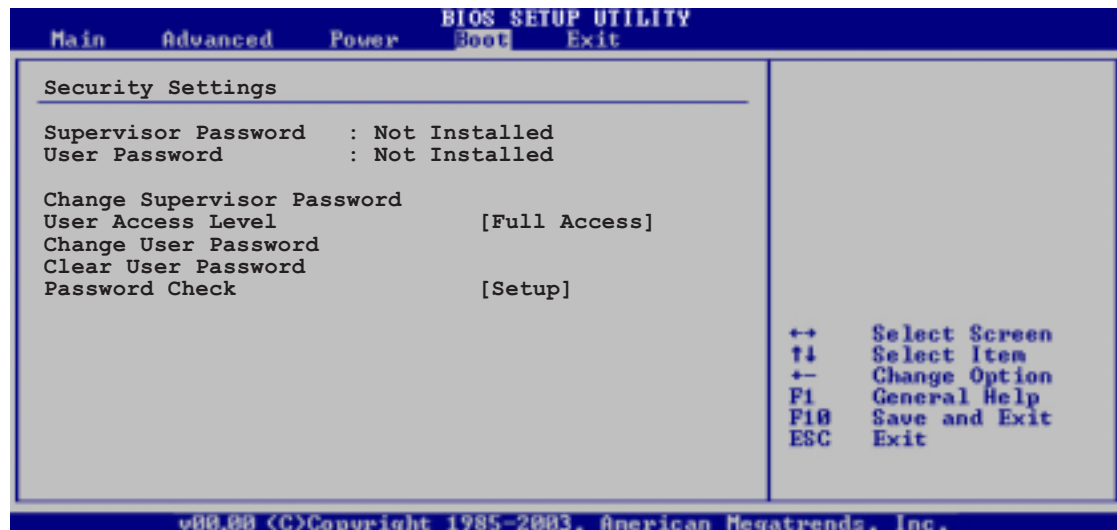 BIOS SETUP UTILITY
Main Advanced Power Boot Exit
Security Settings
Supervisor Password : Not Installed
User Password : Not Installed
Change Supervisor Password
User Access Level [Full Access]
Change User Password
Clear User Password
Password Check [Setup]
←→ Select Screen
↑↓ Select Item
+- Change Option
F1 General Help
F10 Save and Exit
ESC Exit
v00.00 (C)Copyright 1985-2003, American Megatrends, Inc.